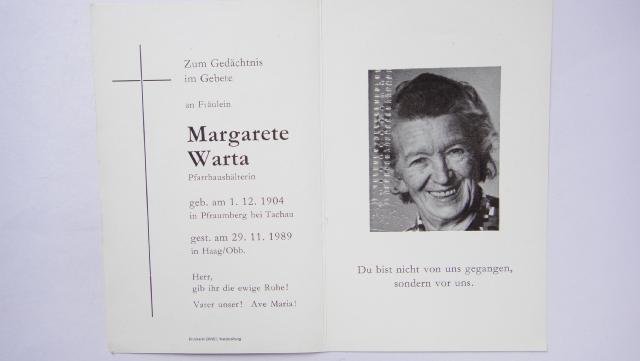 Zum Gedächtnis
im Gebete
an Fräulein
Margarete
Warta
Pfarrhaushälterin
geb. am 1. 12. 1904
in Pfraumberg bei Tachau
gest. am 29. 11. 1989
in Haag/Obb.
Herr,
gib ihr die ewige Ruhe!
Vater unser! Ave Maria!
Du bist nicht von uns gegangen,
sondern vor uns.